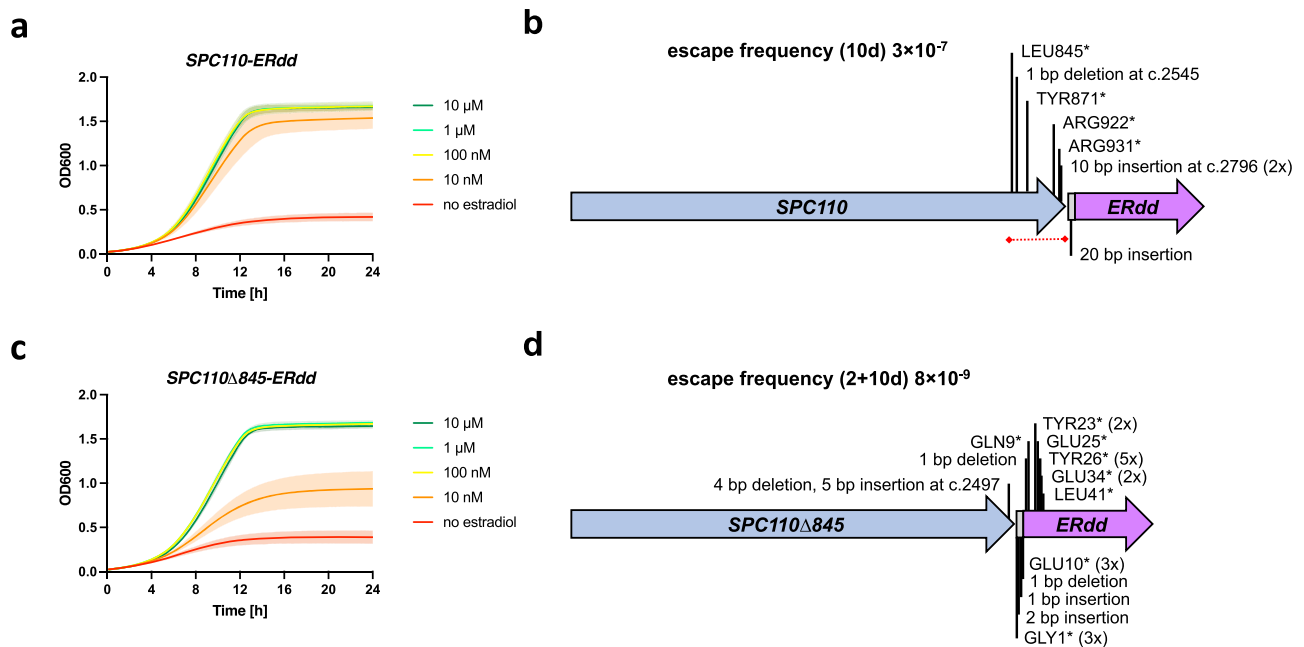 a
SPC110-ERdd
OD600
2.0
1.5
1.0
0.5
0.0
0 4 8 12 16 20 24
Time [h]
10 µM
1 µM
100 nM
10 nM
no estradiol
b
escape frequency (10d) 3×10⁻⁷
LEU845*
1 bp deletion at c.2545
TYR871*
ARG922*
ARG931*
10 bp insertion at c.2796 (2x)
SPC110
ERdd
20 bp insertion
c
SPC110Δ845-ERdd
OD600
2.0
1.5
1.0
0.5
0.0
0 4 8 12 16 20 24
Time [h]
10 µM
1 µM
100 nM
10 nM
no estradiol
d
escape frequency (2+10d) 8×10⁻⁹
TYR23* (2x)
GLN9* GLU25*
1 bp deletion TYR26* (5x)
GLU34* (2x)
4 bp deletion, 5 bp insertion at c.2497 LEU41*
SPC110Δ845
ERdd
GLU10* (3x)
1 bp deletion
1 bp insertion
2 bp insertion
GLY1* (3x)